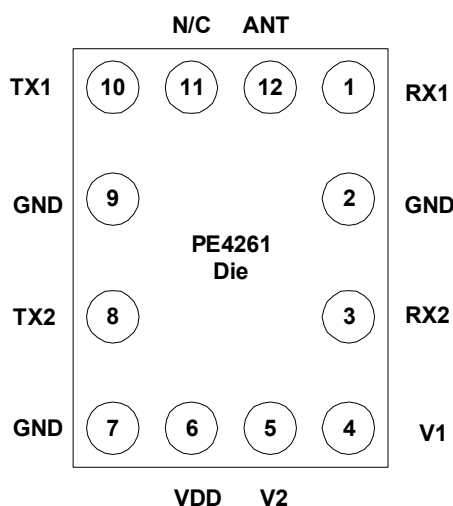 N/C ANT
TX1 10 11 12 1 RX1
GND 9 2 GND
PE4261
Die
TX2 8 3 RX2
GND 7 6 5 4 V1
VDD V2